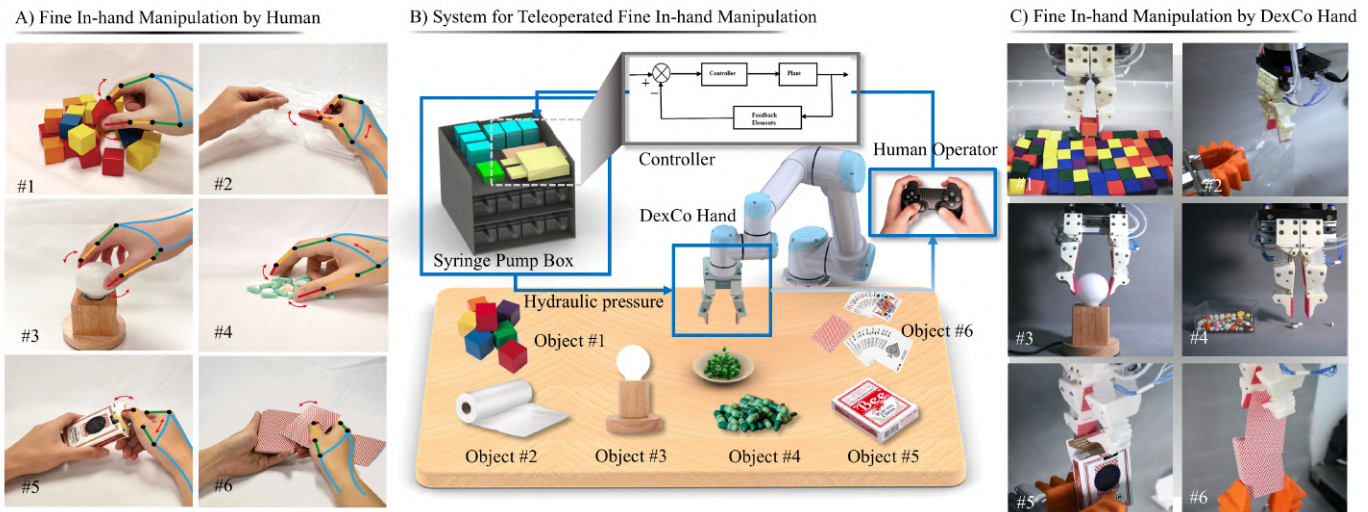 A) Fine In-hand Manipulation by Human
#1
#2
#3
#4
#5
#6
B) System for Teleoperated Fine In-hand Manipulation
Controller
Plant
+
−
Feedback
Elements
Controller
Human Operator
DexCo Hand
Syringe Pump Box
Hydraulic pressure
Object #1
Object #6
Bee
Object #2
Object #3
Object #4
Object #5
C) Fine In-hand Manipulation by DexCo Hand
#1
#2
#3
#4
#5
#6